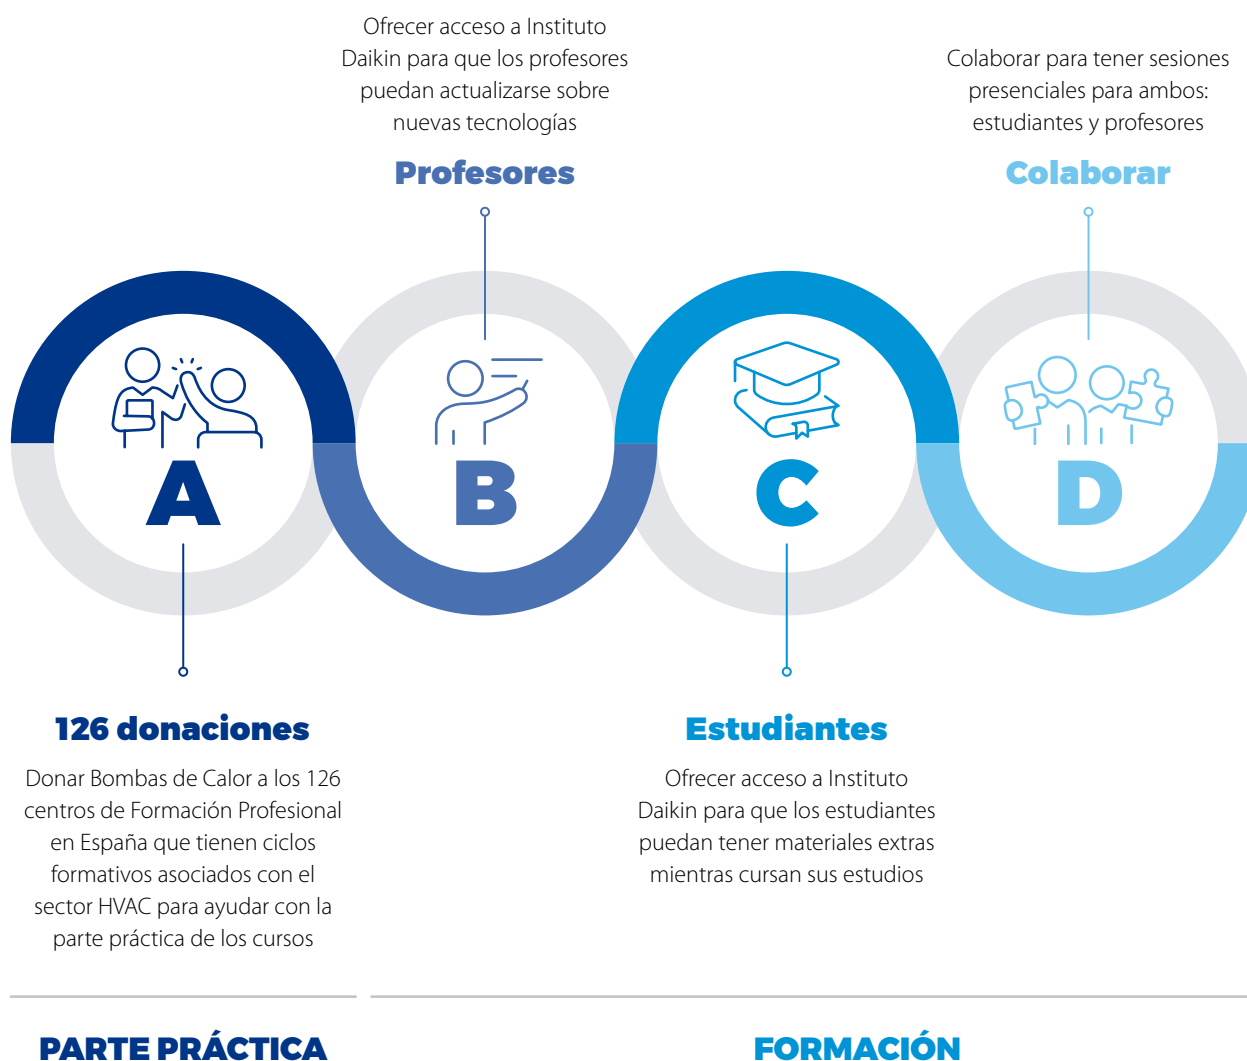 Ofrecer acceso a Instituto
Daikin para que los profesores
puedan actualizarse sobre
nuevas tecnologías
Profesores
Colaborar para tener sesiones
presenciales para ambos:
estudiantes y profesores
Colaborar
A
B
C
D
126 donaciones
Donar Bombas de Calor a los 126
centros de Formación Profesional
en España que tienen ciclos
formativos asociados con el
sector HVAC para ayudar con la
parte práctica de los cursos
Estudiantes
Ofrecer acceso a Instituto
Daikin para que los estudiantes
puedan tener materiales extras
mientras cursan sus estudios
PARTE PRÁCTICA
FORMACIÓN